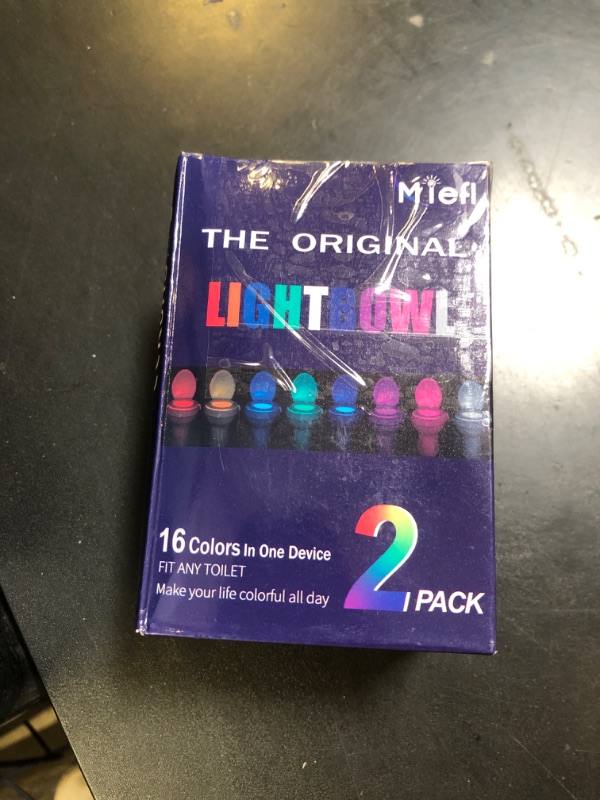 Miefl
THE ORIGINAL
LIGHTBOWL
16 Colors In One Device
FIT ANY TOILET
Make your life colorful all day
2 PACK